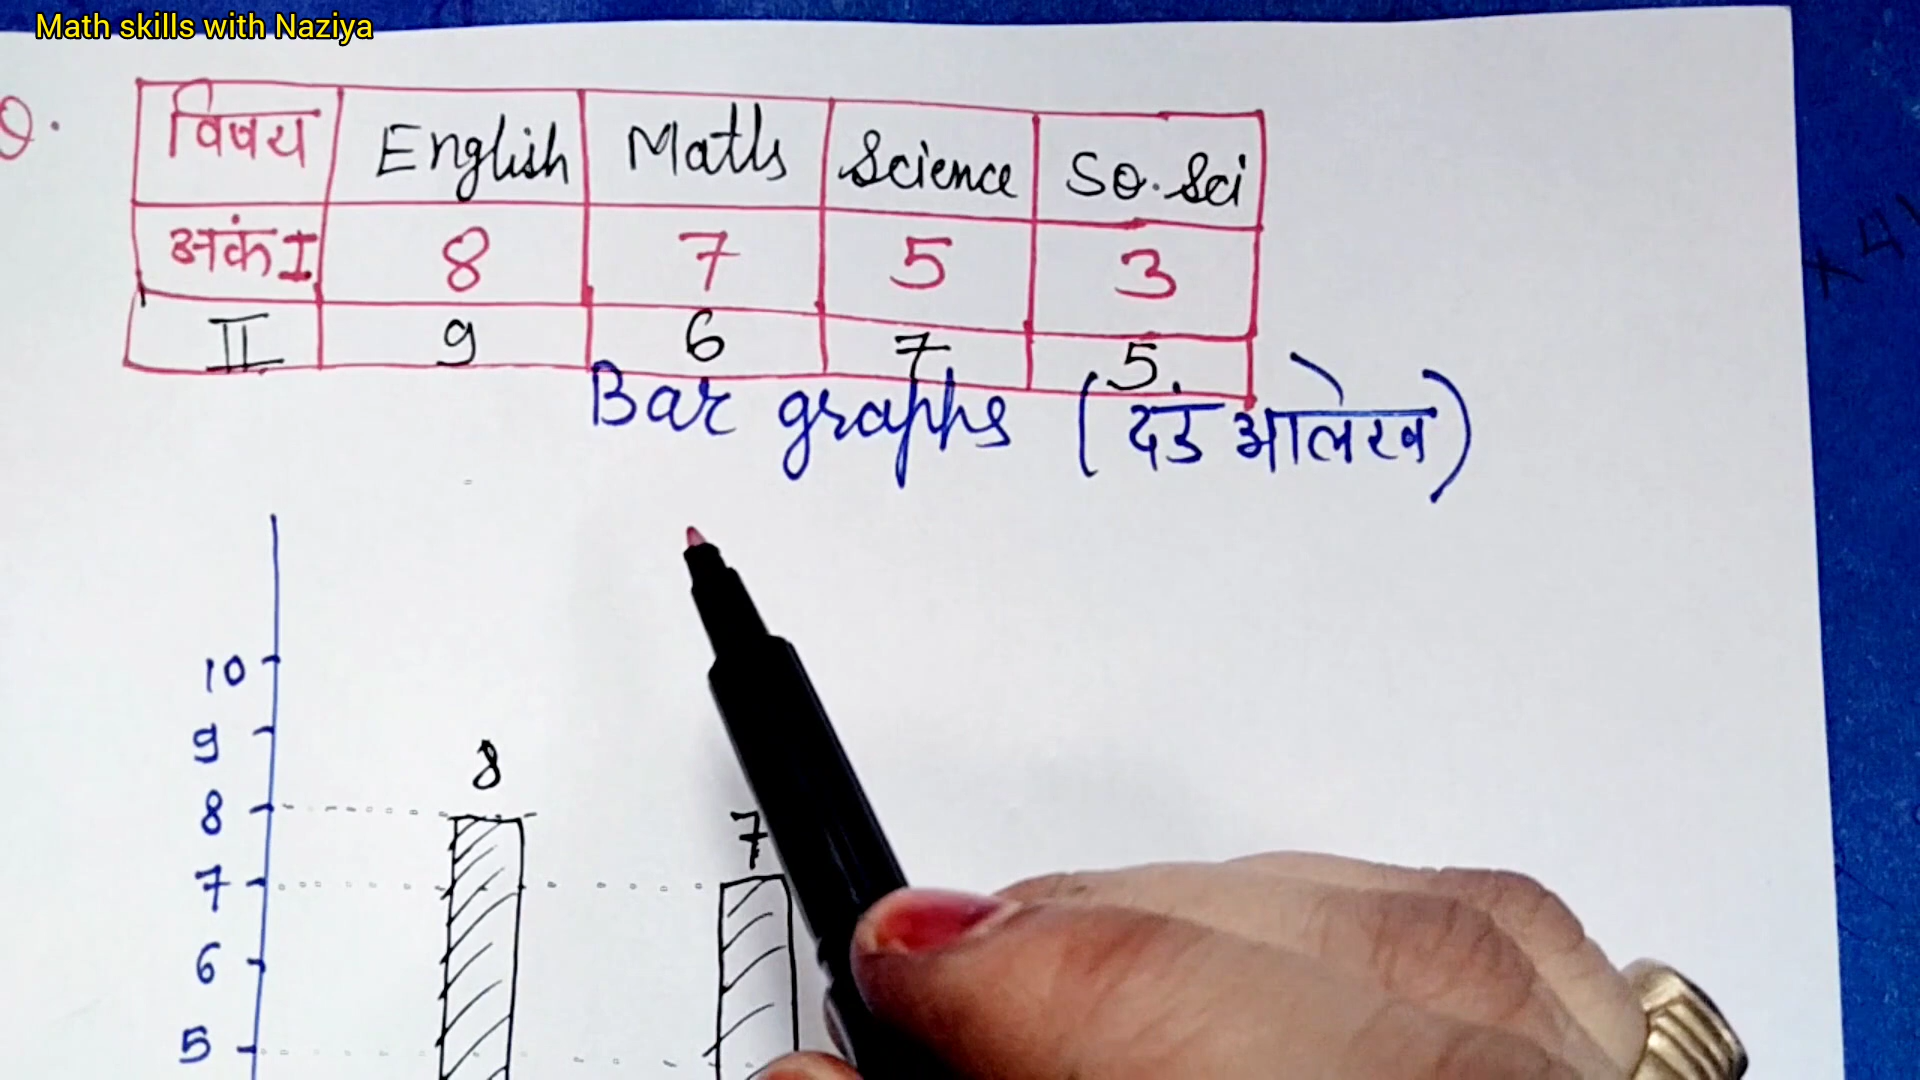 Math skills with Naziya
Q.
विषय English Maths Science So. Sci
अकं I 8 7 5 3
II 9 6 7 5
Bar graphs (दंड आलेख)
10
9
8
8
7
7
6
5